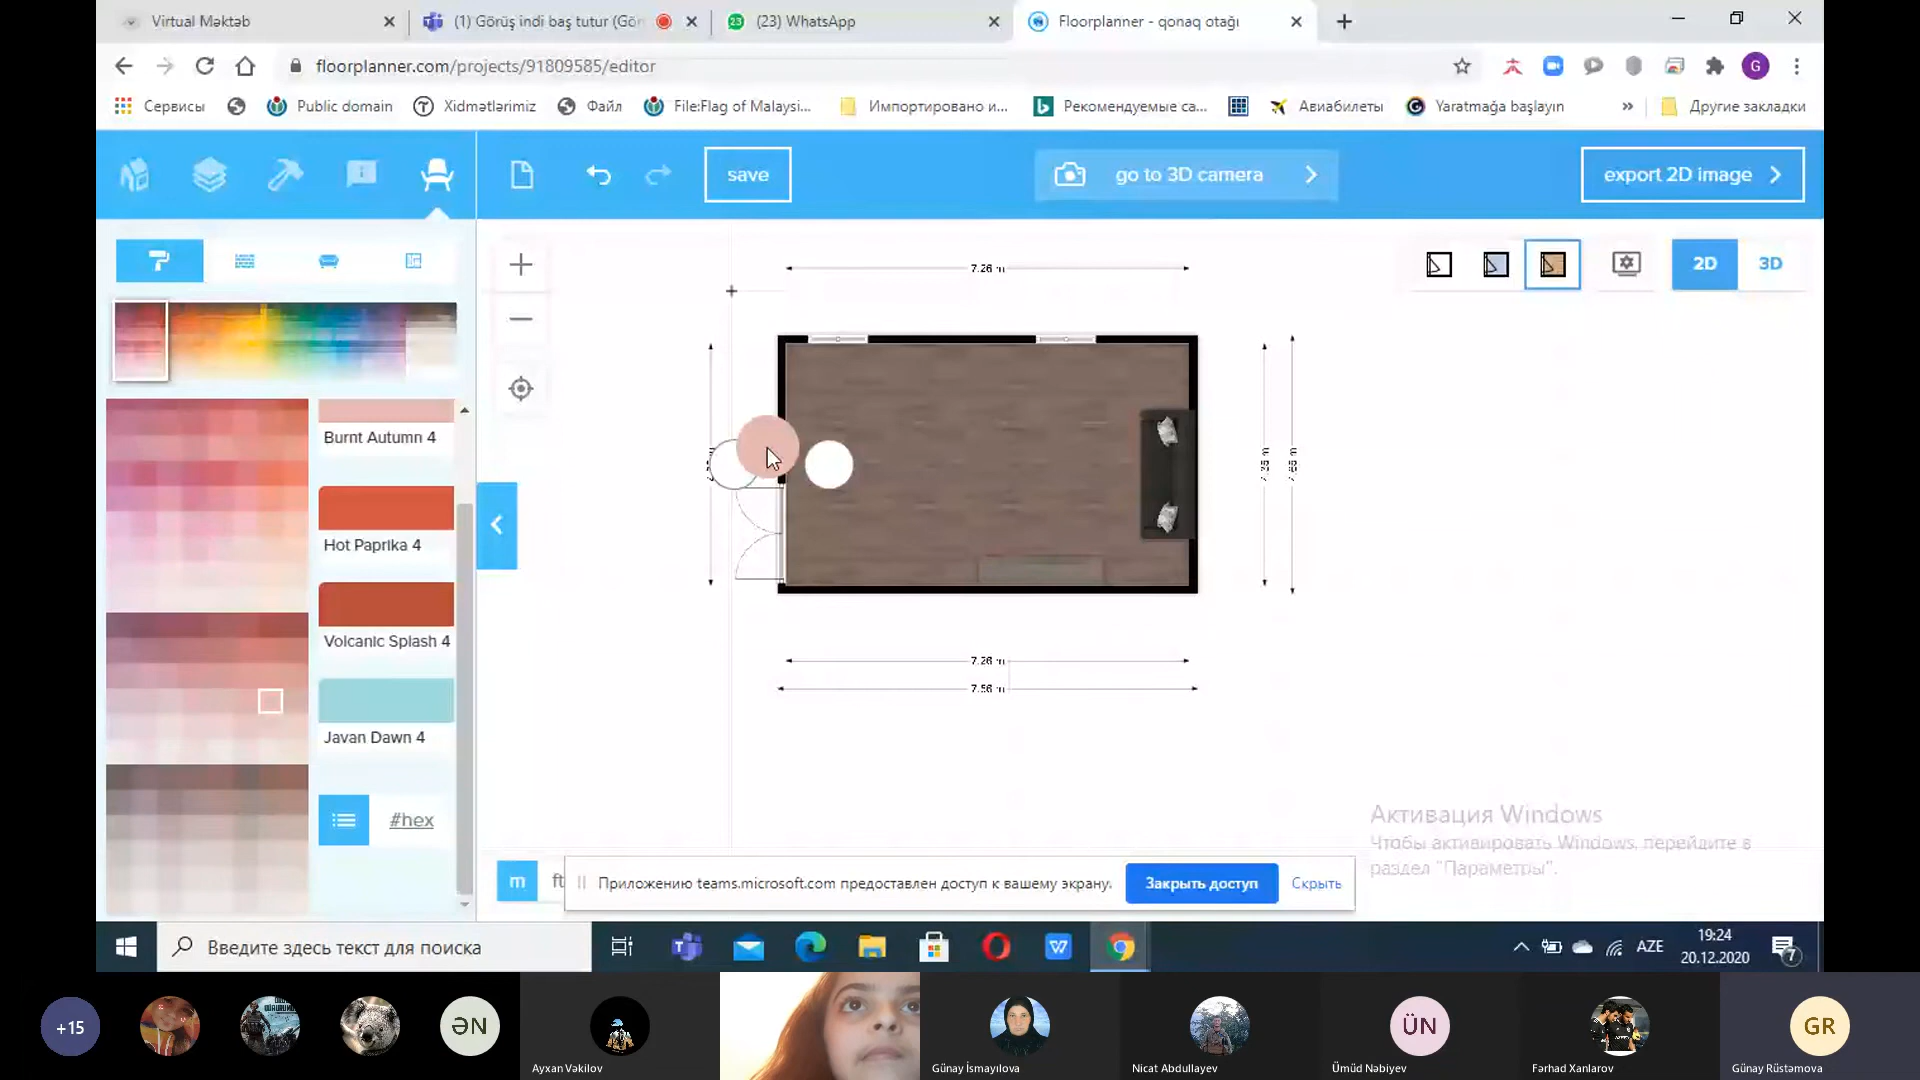 Virtual Məktəb
(1) Görüş indi baş tutur (Gör
(23) WhatsApp
Floorplanner - qonaq otağı
floorplanner.com/projects/91809585/editor
G
Сервисы
Public domain
Xidmətlərimiz
Файл
File:Flag of Malaysi...
Импортировано и...
Рекомендуемые са...
Авиабилеты
Yaratmağa başlayın
»
Другие закладки
save
go to 3D camera
export 2D image
2D
3D
7.26 m
Burnt Autumn 4
Hot Paprika 4
Volcanic Splash 4
Javan Dawn 4
#hex
7.26 m
7.56 m
Активация Windows
Чтобы активировать Windows, перейдите в
раздел "Параметры".
m
ft
Приложению teams.microsoft.com предоставлен доступ к вашему экрану.
Закрыть доступ
Скрыть
Введите здесь текст для поиска
AZE
19:24
20.12.2020
7
+15
ƏN
ÜN
GR
Ayxan Vəkilov
Günay İsmayılova
Nicat Abdullayev
Ümüd Nəbiyev
Fərhad Xanlarov
Günay Rüstəmova